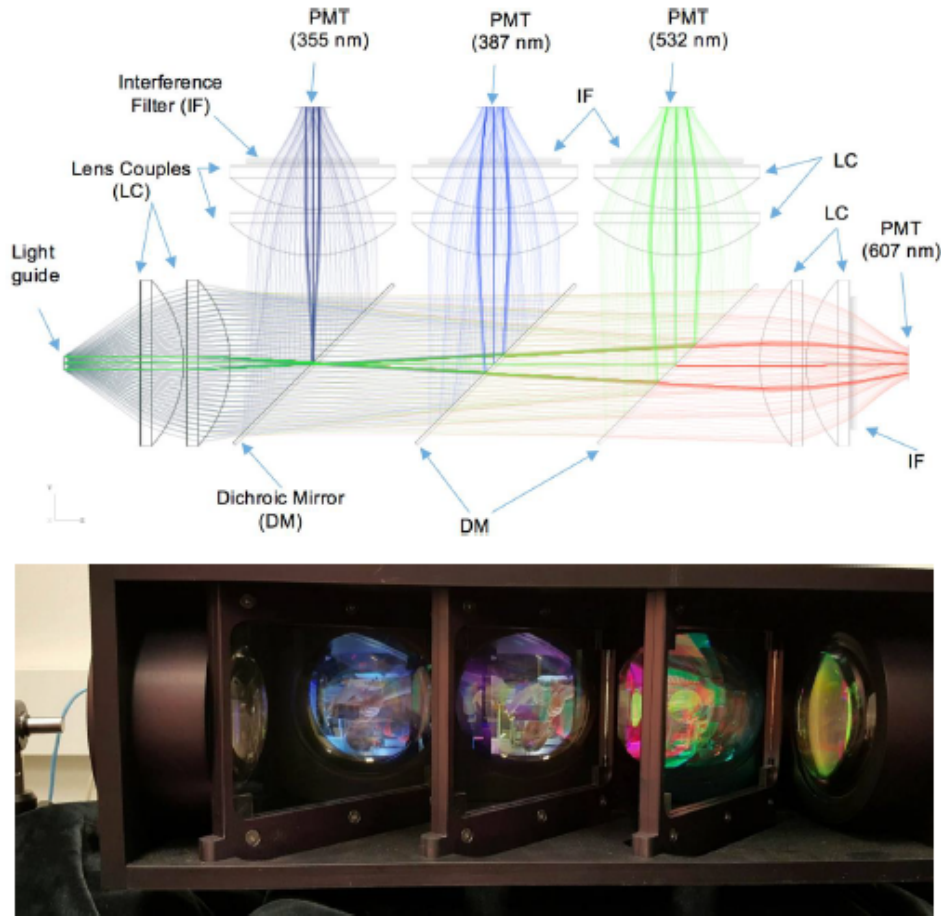 PMT
(355 nm)
PMT
(387 nm)
PMT
(532 nm)
Interference
Filter (IF)
IF
Lens Couples
(LC)
LC
LC
PMT
(607 nm)
Light
guide
IF
Dichroic Mirror
(DM)
DM